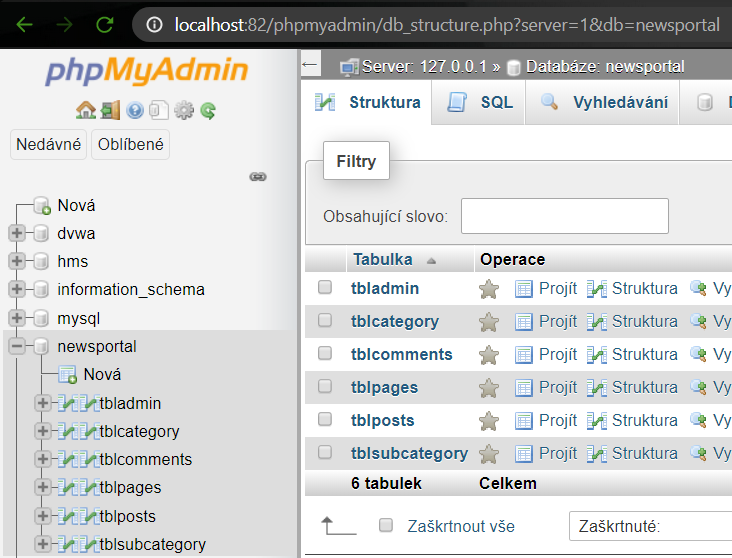 localhost:82/phpmyadmin/db_structure.php?server=1&db=newsportal
phpMyAdmin
Nedávné Oblíbené
Nová
dvwa
hms
information_schema
mysql
newsportal
Nová
tbladmin
tblcategory
tblcomments
tblpages
tblposts
tblsubcategory
Server: 127.0.0.1 » Databáze: newsportal
Struktura SQL Vyhledávání
Filtry
Obsahující slovo:
Tabulka Operace
tbladmin Projít Struktura Vy
tblcategory Projít Struktura Vy
tblcomments Projít Struktura Vy
tblpages Projít Struktura Vy
tblposts Projít Struktura Vy
tblsubcategory Projít Struktura Vy
6 tabulek Celkem
Zaškrtnout vše Zaškrtnuté: